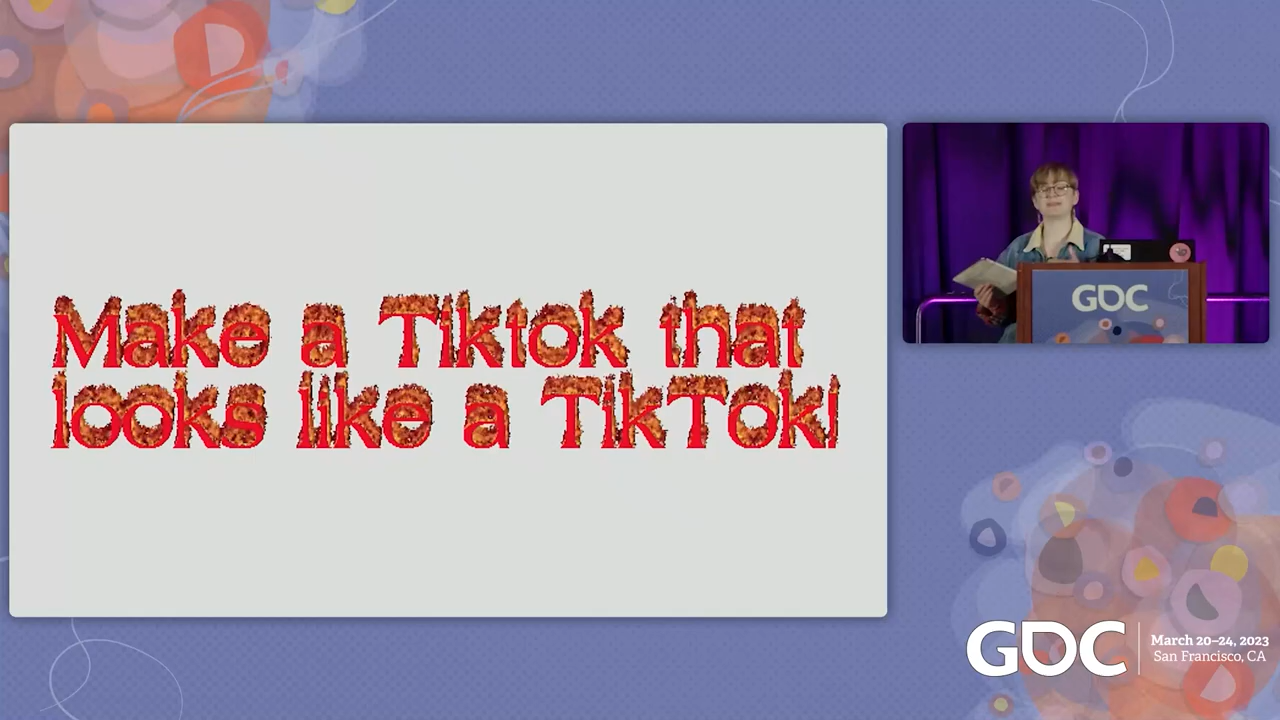 Make a Tiktok that
looks like a TikTok!
GDC
GDC
March 20–24, 2023
San Francisco, CA